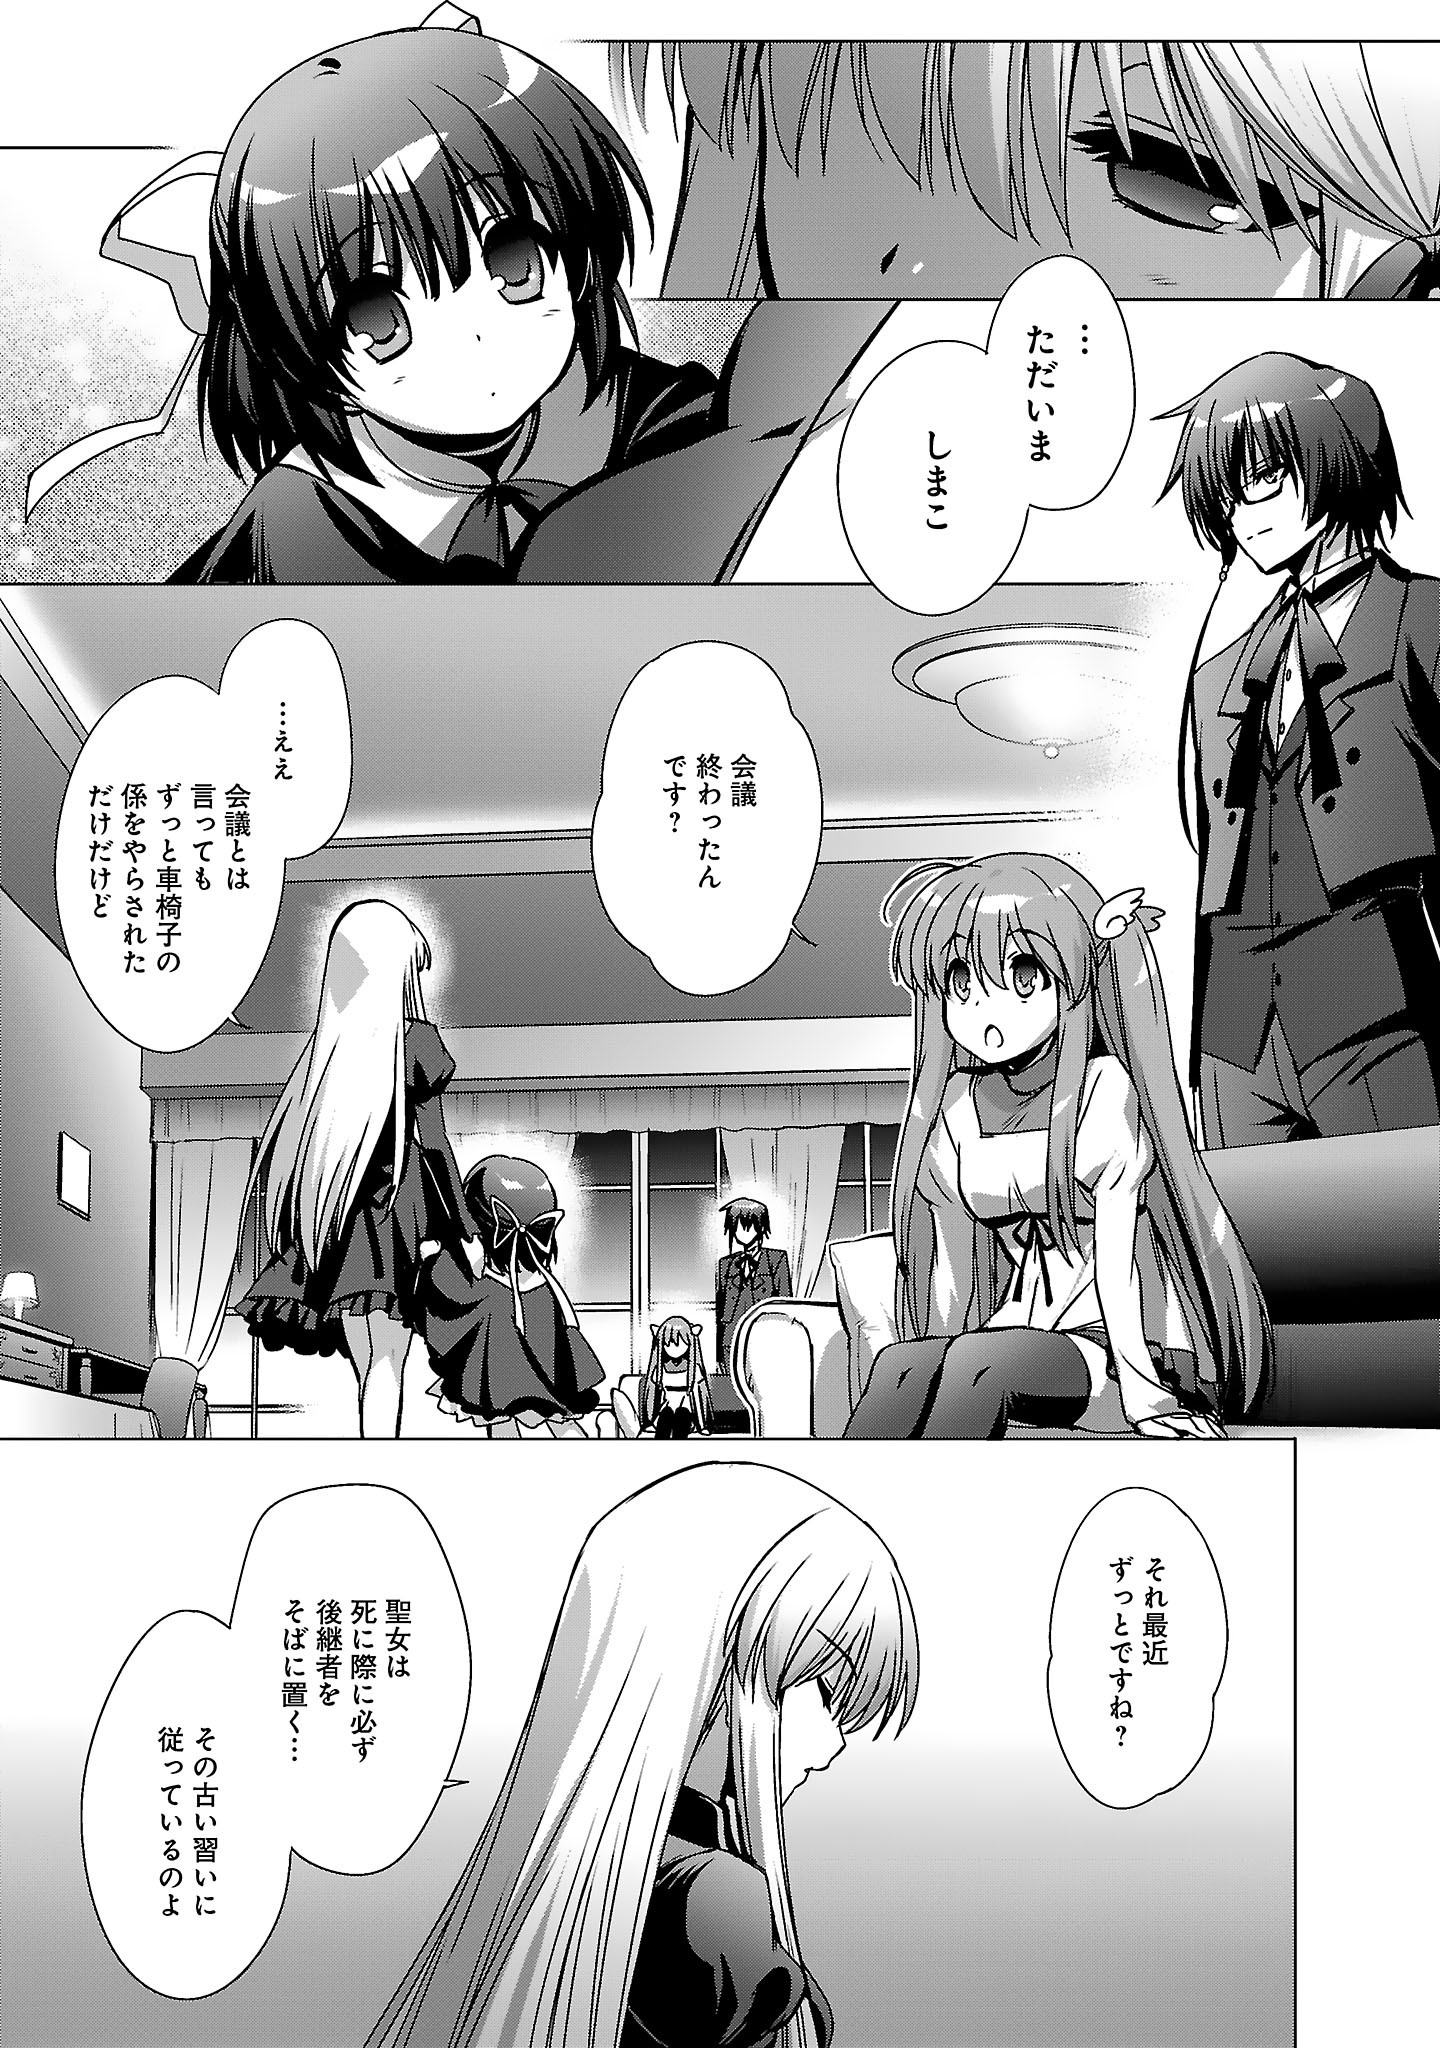 …
ただいま
しまこ
会議
終わったん
です?
…ええ
会議とは
言っても
ずっと車椅子の
係をやらされた
だけだけど
それ最近
ずっとですね?
聖女は
死に際に必ず
後継者を
そばに置く…
その古い習いに
従っているのよ